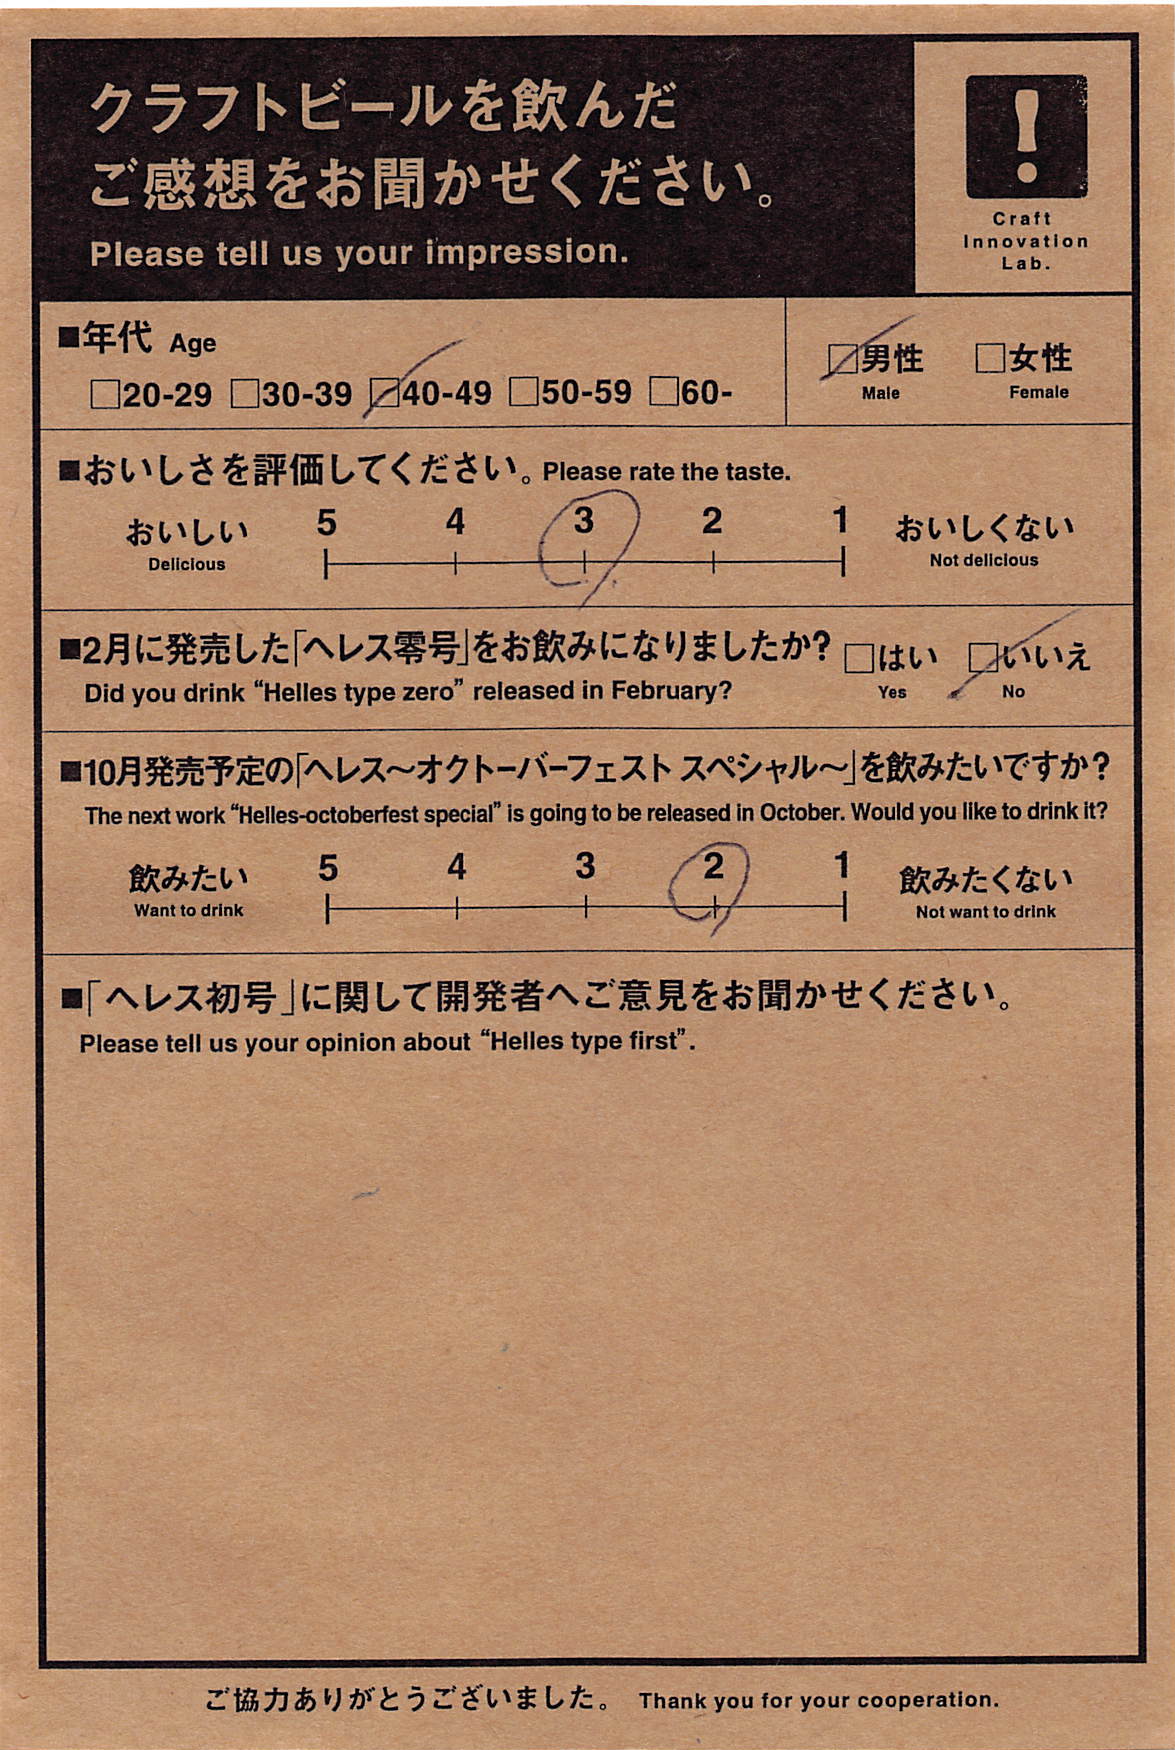 クラフトビールを飲んだ
ご感想をお聞かせください。
Please tell us your impression.
!
Craft
Innovation
Lab.
■年代 Age
□20-29 □30-39 □40-49 □50-59 □60-
□男性 □女性
Male Female
■おいしさを評価してください。Please rate the taste.
おいしい 5 4 3 2 1 おいしくない
Delicious Not delicious
■2月に発売した「ヘレス零号」をお飲みになりましたか? □はい □いいえ
Did you drink “Helles type zero” released in February? Yes No
■10月発売予定の「ヘレス〜オクトーバーフェスト スペシャル〜」を飲みたいですか?
The next work “Helles-octoberfest special” is going to be released in October. Would you like to drink it?
飲みたい 5 4 3 2 1 飲みたくない
Want to drink Not want to drink
■「ヘレス初号」に関して開発者へご意見をお聞かせください。
Please tell us your opinion about “Helles type first”.
ご協力ありがとうございました。 Thank you for your cooperation.